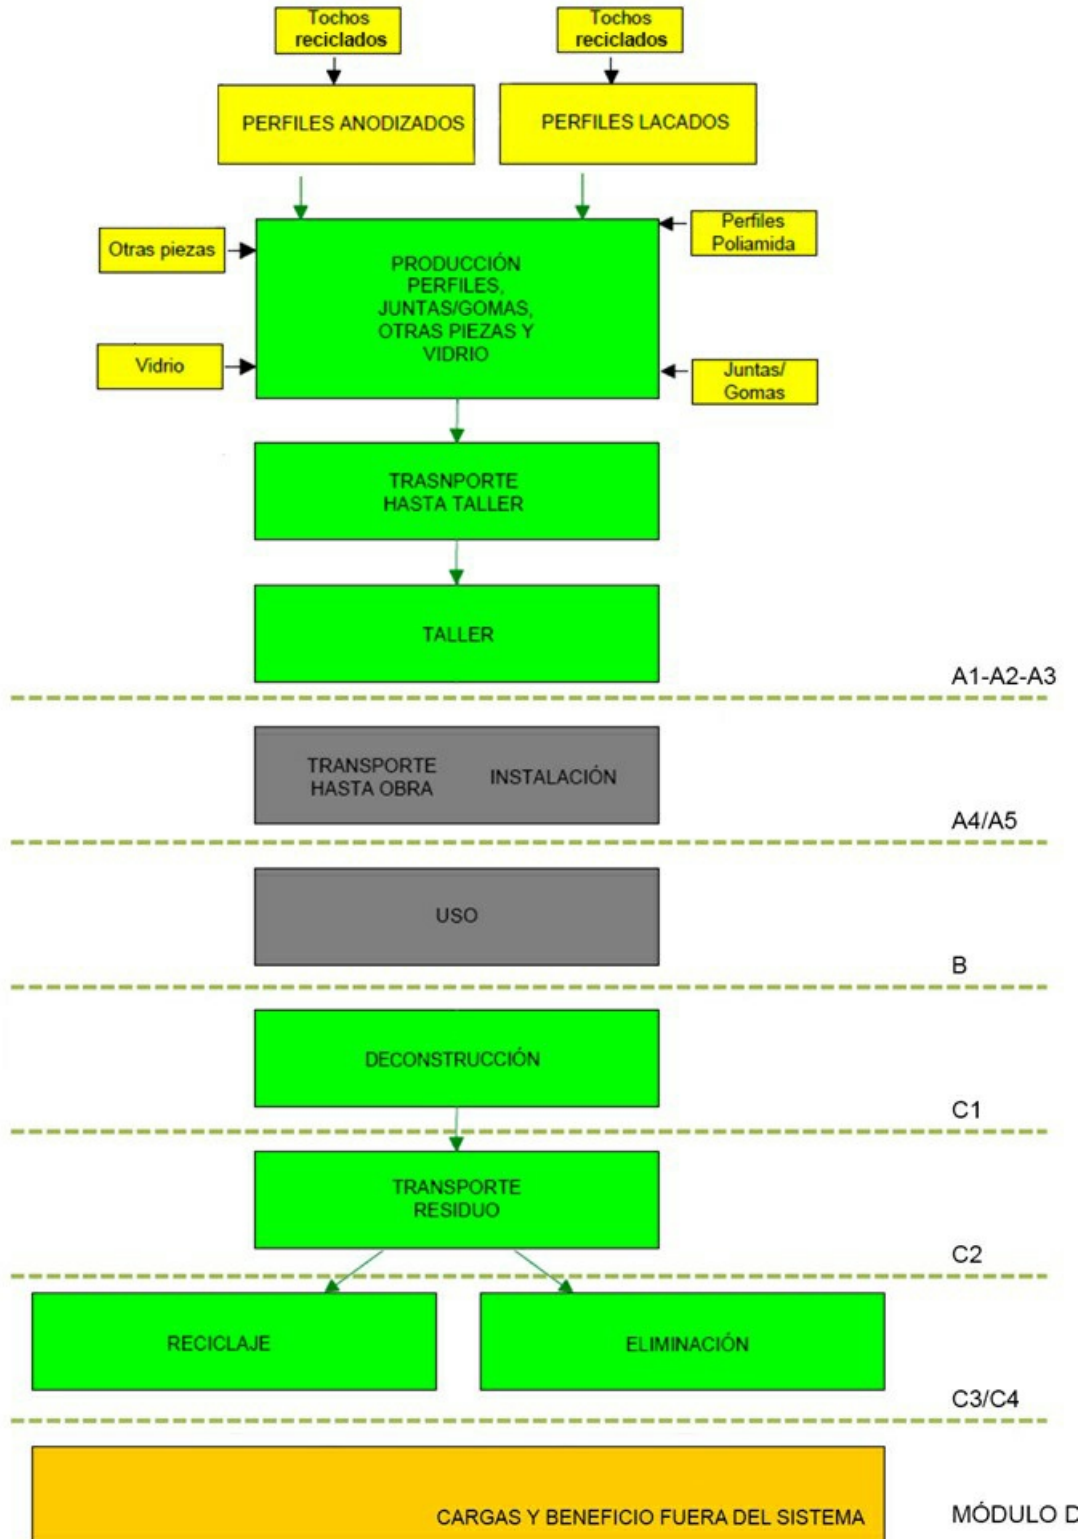 Tochos
reciclados
Tochos
reciclados
PERFILES ANODIZADOS
PERFILES LACADOS
Otras piezas
Perfiles
Poliamida
PRODUCCIÓN
PERFILES,
JUNTAS/GOMAS,
OTRAS PIEZAS Y
VIDRIO
Vidrio
Juntas/
Gomas
TRASNPORTE
HASTA TALLER
TALLER
A1-A2-A3
TRANSPORTE
HASTA OBRA
INSTALACIÓN
A4/A5
USO
B
DECONSTRUCCIÓN
C1
TRANSPORTE
RESIDUO
C2
RECICLAJE
ELIMINACIÓN
C3/C4
CARGAS Y BENEFICIO FUERA DEL SISTEMA
MÓDULO D